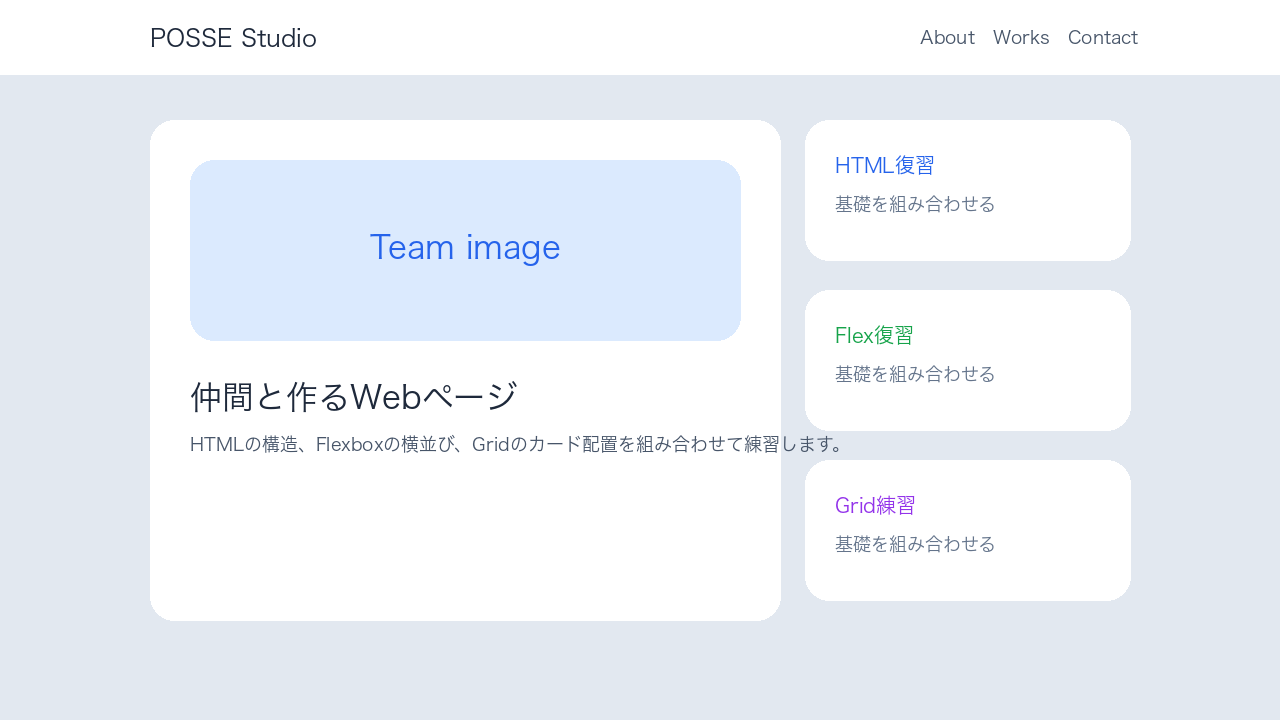 POSSE Studio
About Works Contact
Team image
仲間と作るWebページ
HTMLの構造、Flexboxの横並び、Gridのカード配置を組み合わせて練習します。
HTML復習
基礎を組み合わせる
Flex復習
基礎を組み合わせる
Grid練習
基礎を組み合わせる